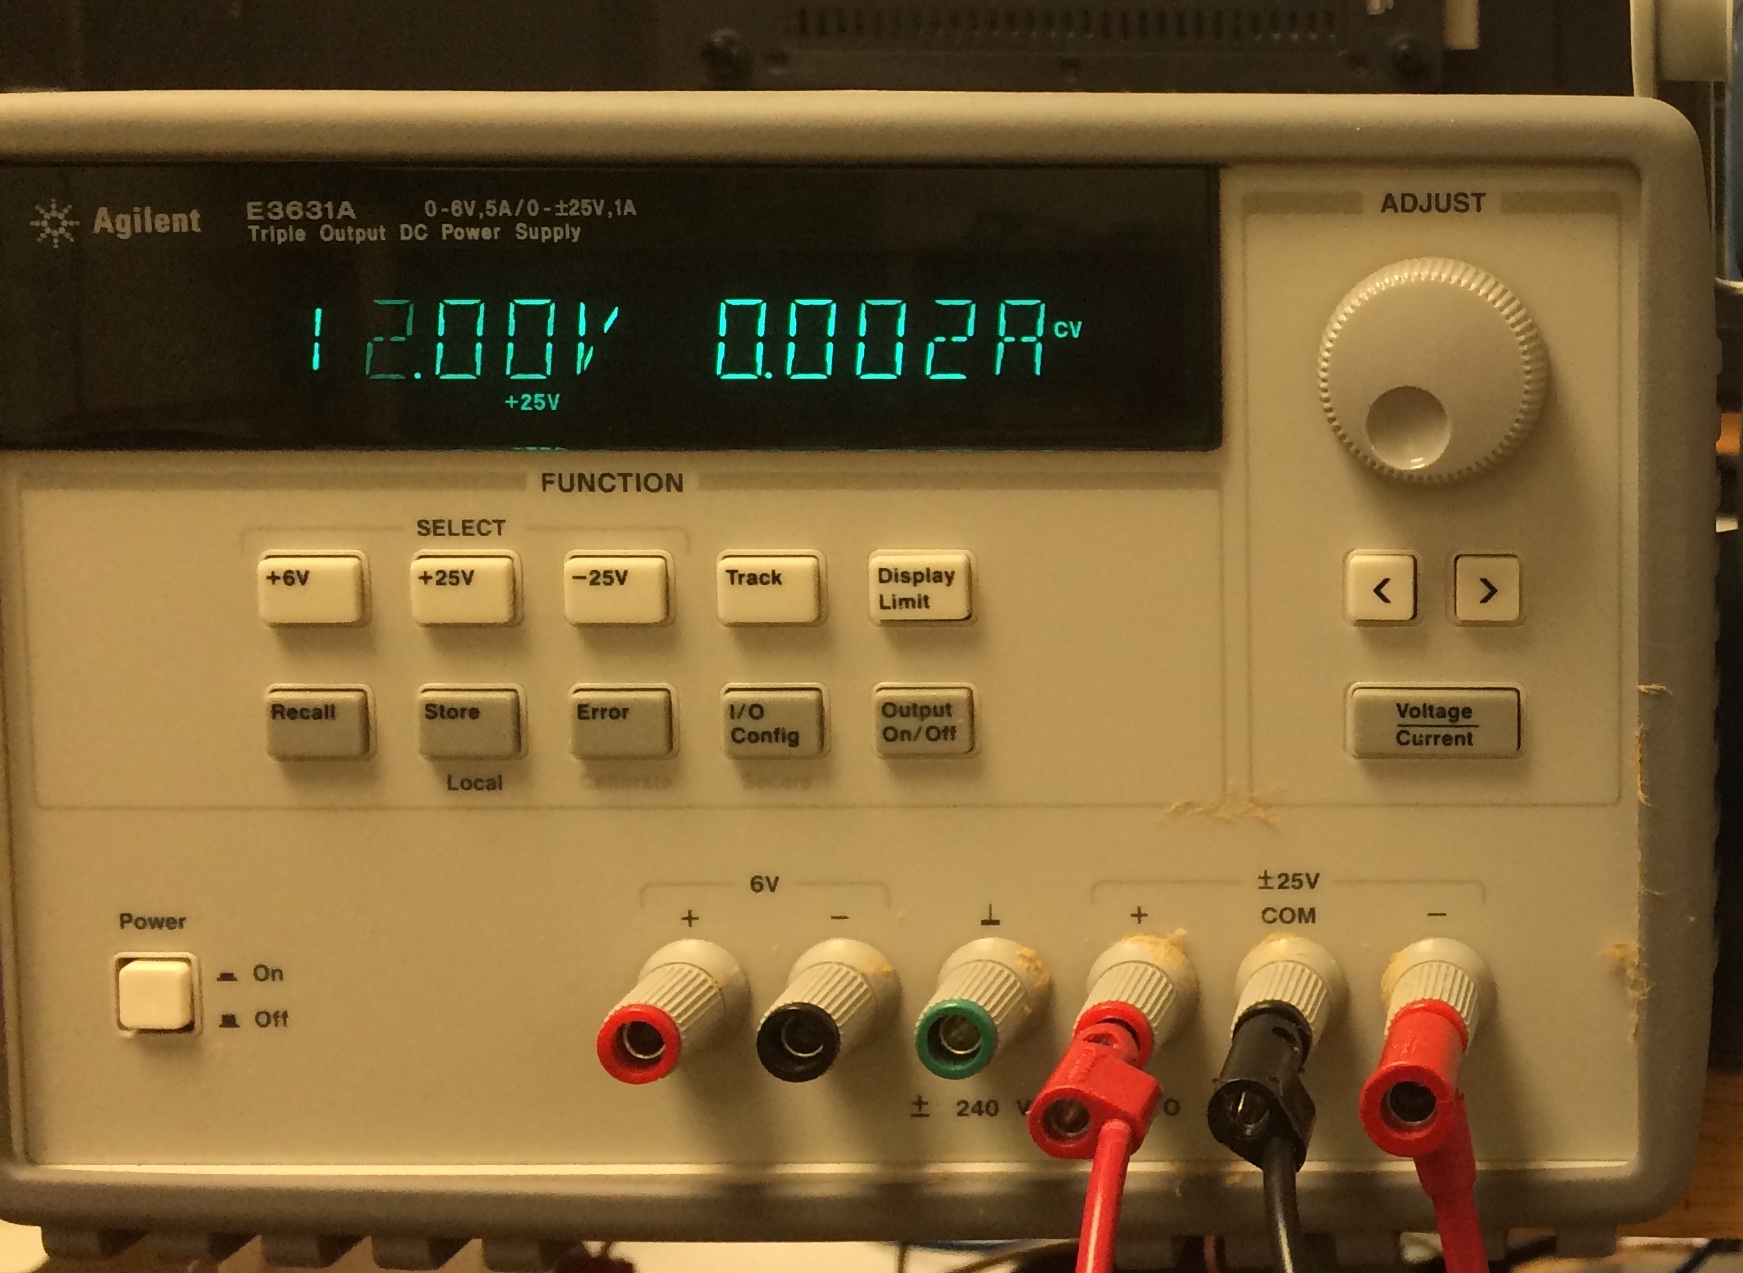 Agilent
E3631A 0-6V,5A/0-±25V,1A
Triple Output DC Power Supply
12.00V 0.002A CV
+25V
ADJUST
FUNCTION
SELECT
+6V +25V -25V Track Display Limit
< >
Recall Store Error I/O Config Output On/Off
Voltage
Current
Local Calibrate Secure
6V ±25V
+ - ⊥ + COM -
Power
On
Off
± 240 V